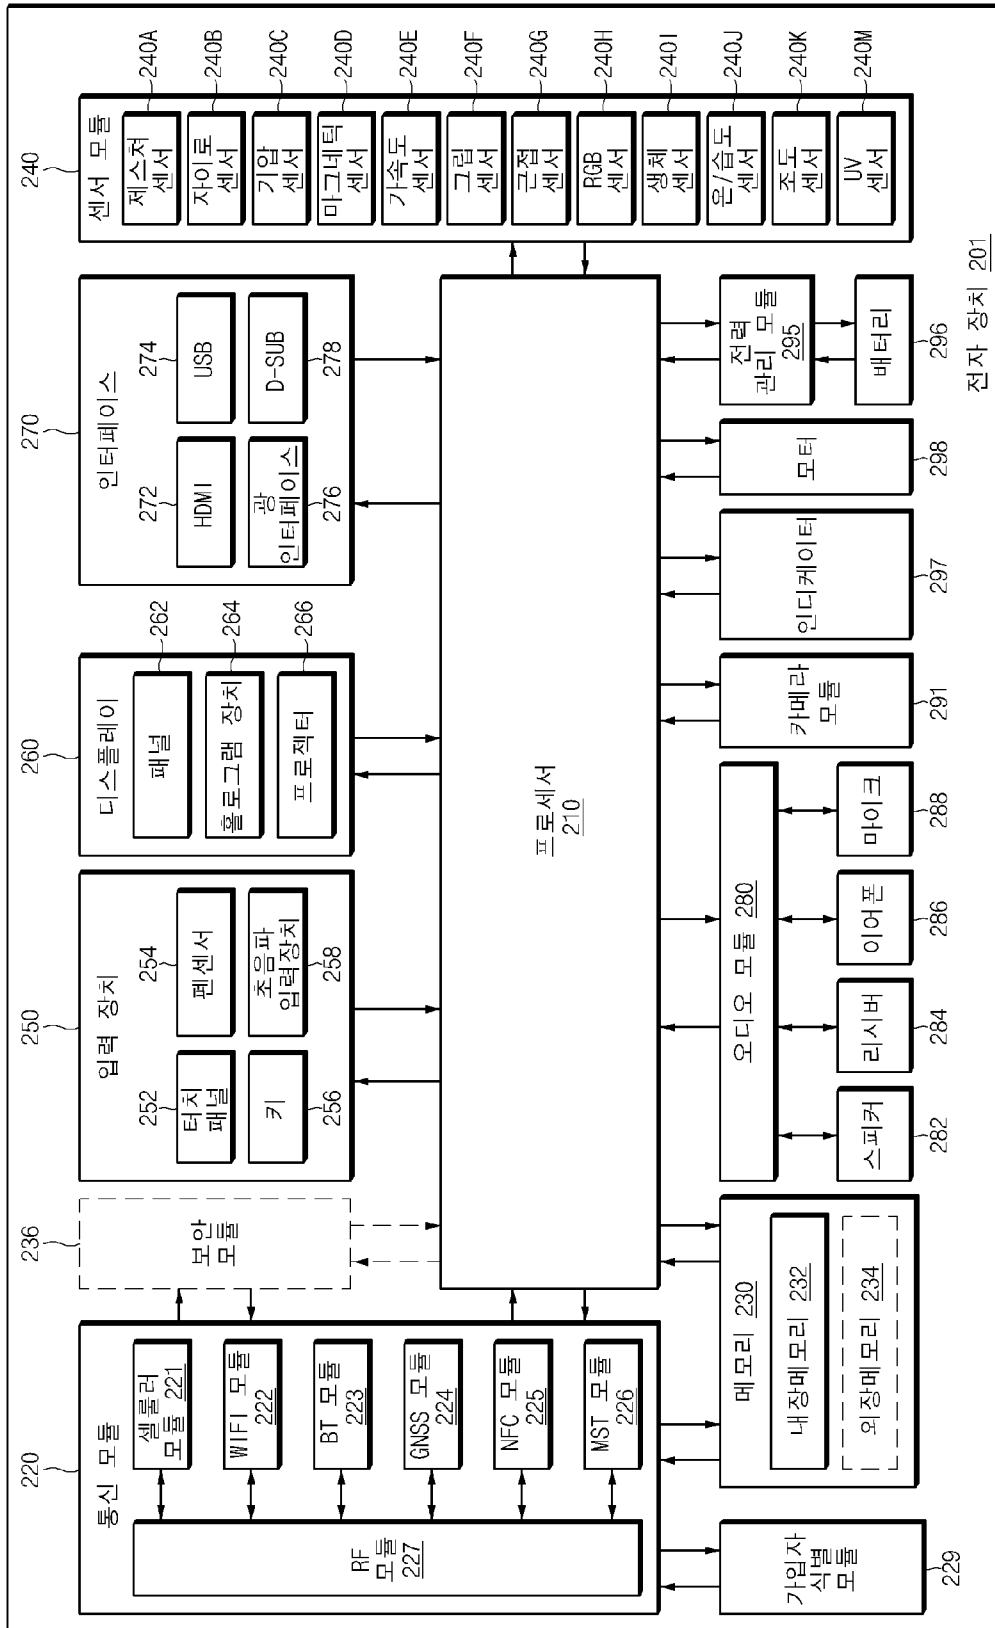 전자 장치 201
220
통신 모듈
RF
모듈
227
셀룰러
모듈 221
WIFI 모듈
222
BT 모듈
223
GNSS 모듈
224
NFC 모듈
225
MST 모듈
226
가입자
식별
모듈
229
236
보안
모듈
메모리 230
내장메모리 232
외장메모리 234
250
입력 장치
252
터치
패널
254
펜센서
키
256
초음파
입력장치
258
260
디스플레이
패널
262
홀로그램 장치
264
프로젝터
266
270
인터페이스
272
HDMI
274
USB
광
인터페이스
276
D-SUB
278
프로세서
210
240
센서 모듈
제스처
센서
240A
자이로
센서
240B
기압
센서
240C
마그네틱
센서
240D
가속도
센서
240E
그립
센서
240F
근접
센서
240G
RGB
센서
240H
생체
센서
240I
온/습도
센서
240J
조도
센서
240K
UV
센서
240M
오디오 모듈 280
스피커
282
리시버
284
이어폰
286
마이크
288
카메라
모듈
291
인디케이터
297
모터
298
전력
관리 모듈
295
배터리
296